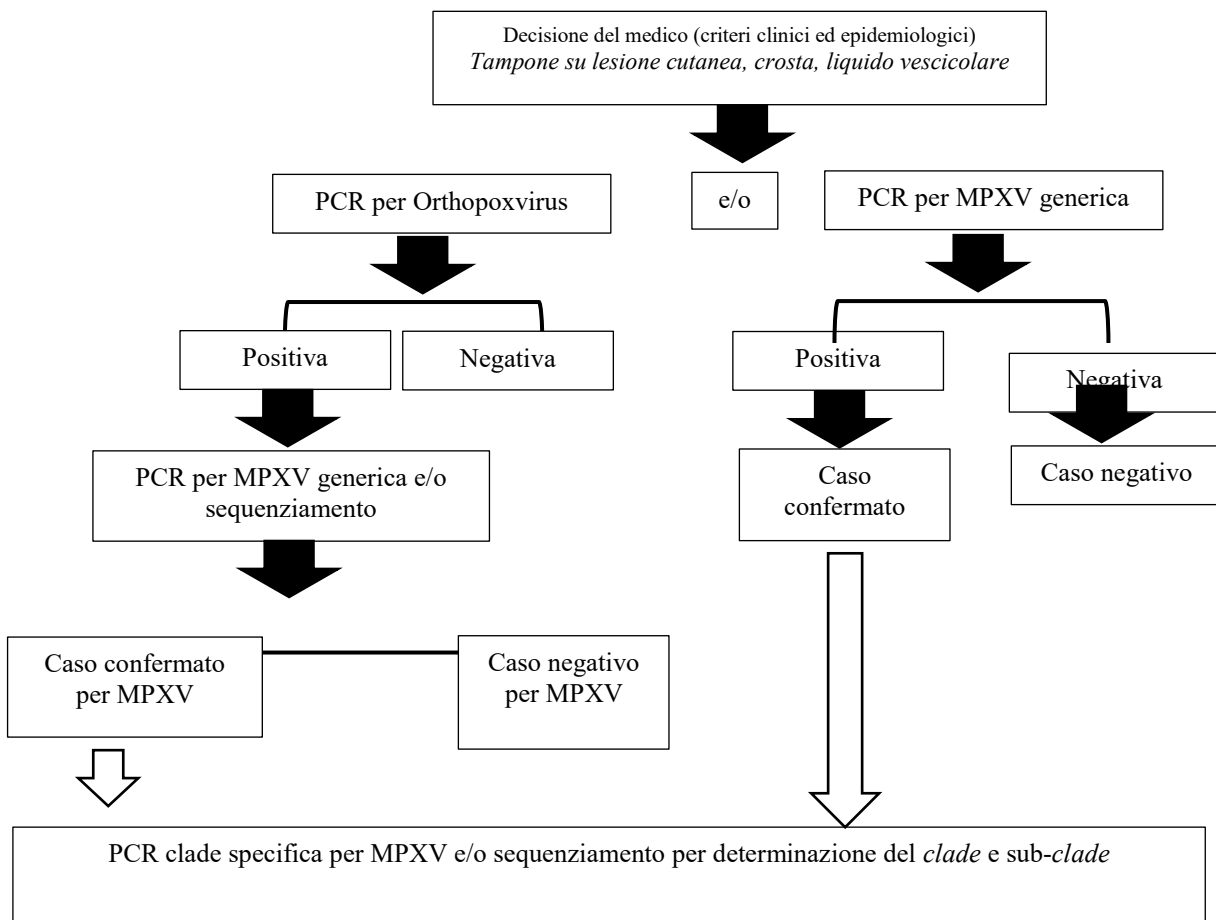 Decisione del medico (criteri clinici ed epidemiologici)
Tampone su lesione cutanea, crosta, liquido vescicolare
PCR per Orthopoxvirus
e/o
PCR per MPXV generica
Positiva
Negativa
Positiva
Negativa
PCR per MPXV generica e/o
sequenziamento
Caso
confermato
Caso negativo
Caso confermato
per MPXV
Caso negativo
per MPXV
PCR clade specifica per MPXV e/o sequenziamento per determinazione del clade e sub-clade